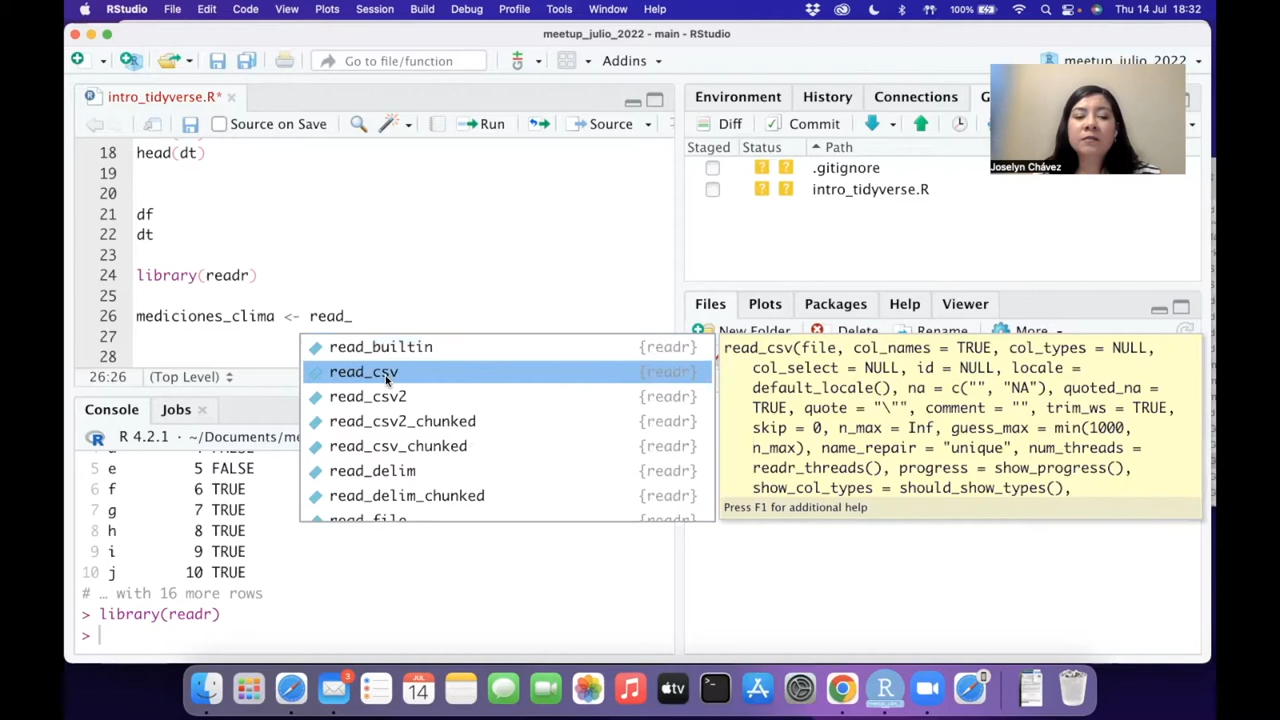 RStudio File Edit Code View Plots Session Build Debug Profile Tools Window Help 100% Thu 14 Jul 18:32
meetup_julio_2022 - main - RStudio
Go to file/function Addins meetup_julio_2022
intro_tidyverse.R*
Source on Save Run Source
18 head(dt)
19
20
21 df
22 dt
23
24 library(readr)
25
26 mediciones_clima <- read_
27
28
26:26 (Top Level)
read_builtin {readr}
read_csv {readr}
read_csv2 {readr}
read_csv2_chunked {readr}
read_csv_chunked {readr}
read_delim {readr}
read_delim_chunked {readr}
read_file {readr}
read_csv(file, col_names = TRUE, col_types = NULL,
col_select = NULL, id = NULL, locale =
default_locale(), na = c("", "NA"), quoted_na =
TRUE, quote = "\"", comment = "", trim_ws = TRUE,
skip = 0, n_max = Inf, guess_max = min(1000,
n_max), name_repair = "unique", num_threads =
readr_threads(), progress = show_progress(),
show_col_types = should_show_types(),
Press F1 for additional help
Console Jobs
R 4.2.1 · ~/Documents/me
5 e 5 FALSE
6 f 6 TRUE
7 g 7 TRUE
8 h 8 TRUE
9 i 9 TRUE
10 j 10 TRUE
# … with 16 more rows
> library(readr)
>
Environment History Connections G
Diff Commit
Staged Status Path
? ? .gitignore
? ? intro_tidyverse.R
Joselyn Chávez
Files Plots Packages Help Viewer
New Folder Delete Rename More
3
JUL
14
tv
R